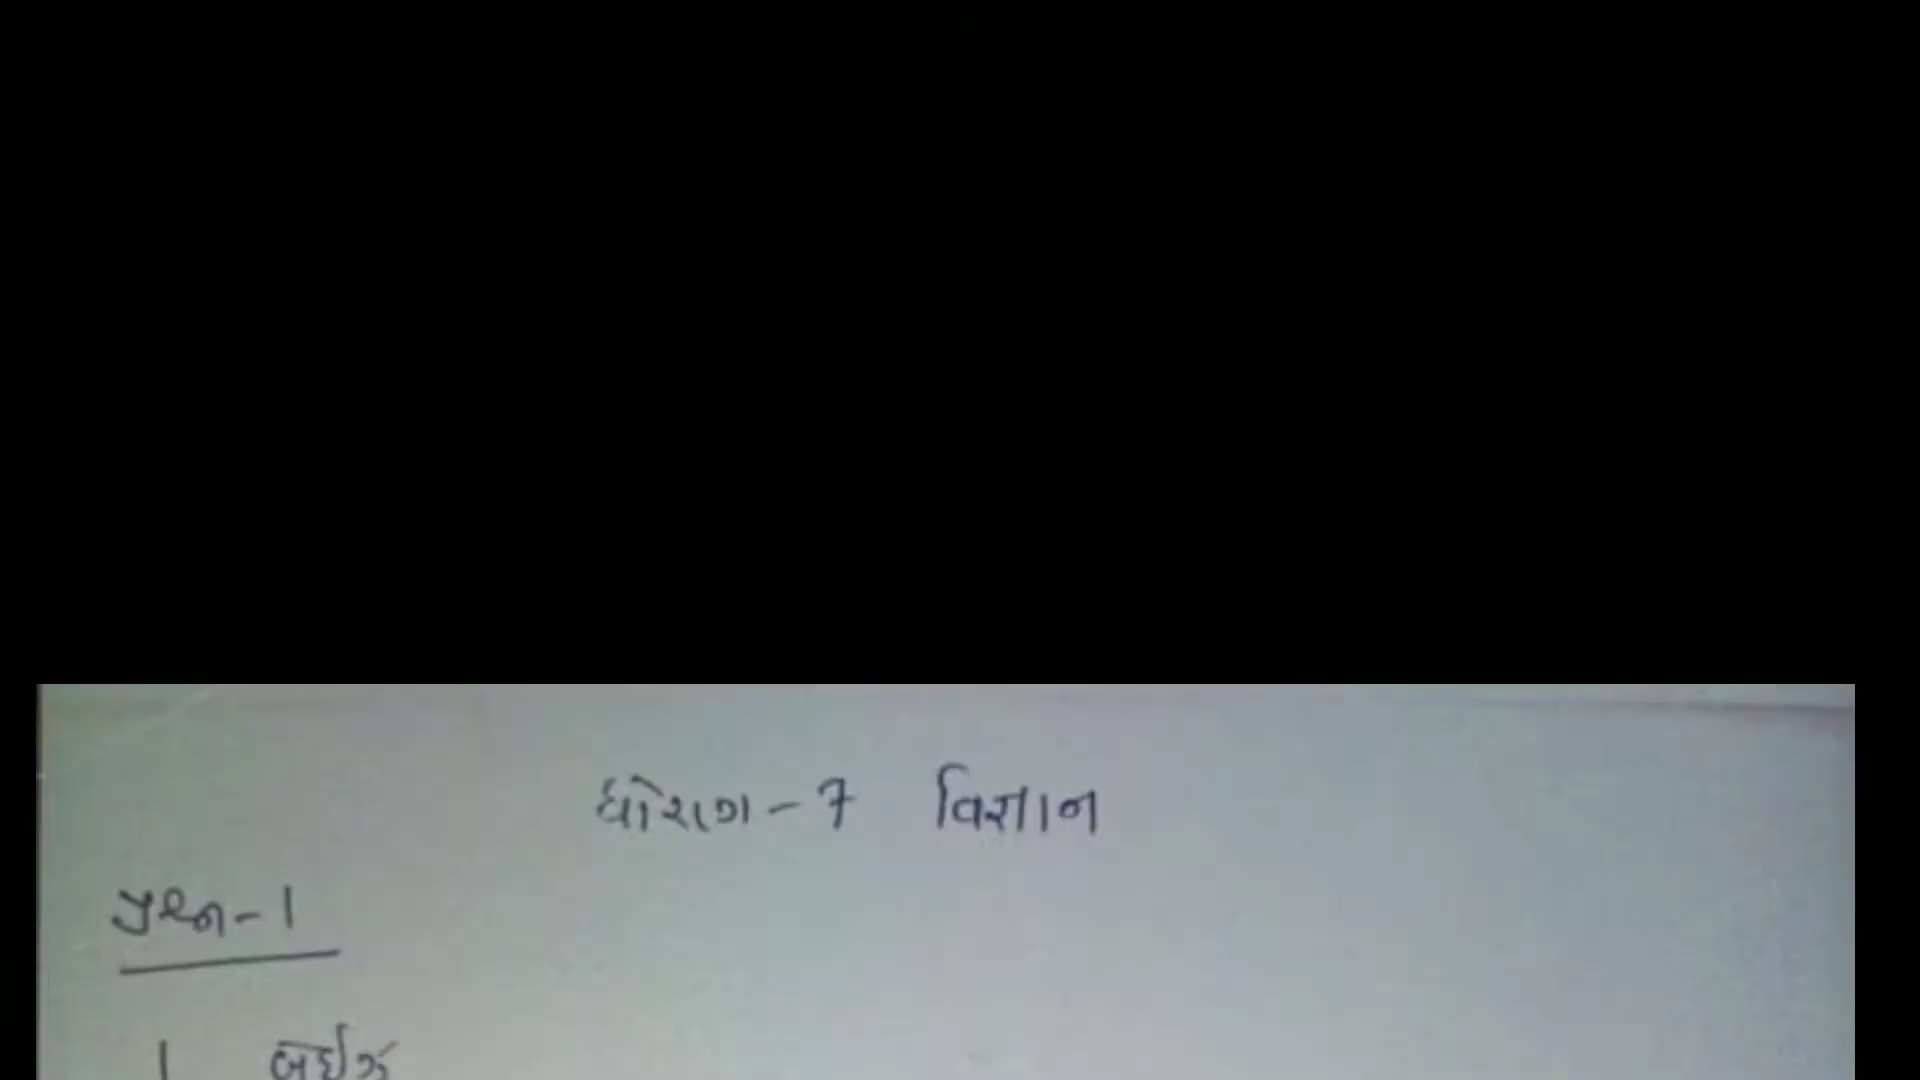 ધોરણ - 7 વિજ્ઞાન
પ્રશ્ન - 1
1